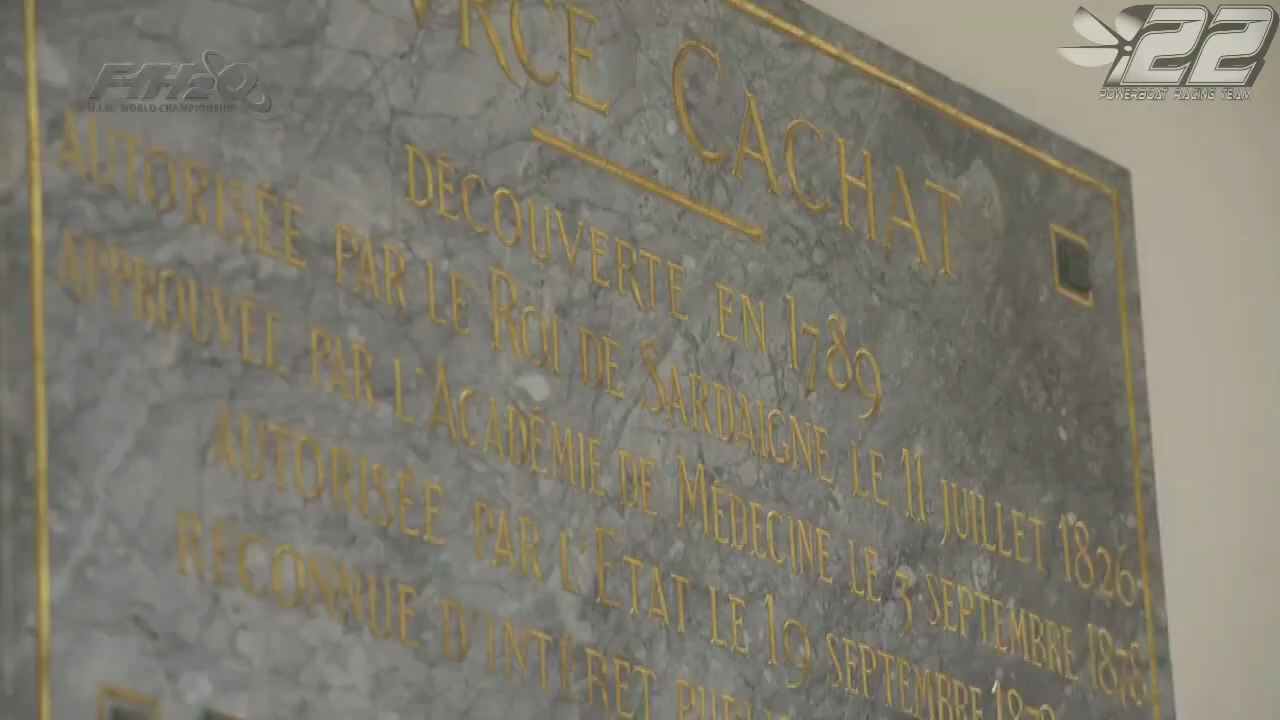 22
POWERBOAT RACING TEAM
F1H2O
U.I.M. WORLD CHAMPIONSHIP
CACHAT
DÉCOUVERTE EN 1789
AUTORISÉE PAR LE ROI DE SARDAIGNE LE 11 JUILLET 1826
APPROUVÉE PAR L'ACADÉMIE DE MÉDECINE LE 3 SEPTEMBRE 1878
AUTORISÉE PAR L'ÉTAT LE 19 SEPTEMBRE
RECONNUE D'INTÉRÊT